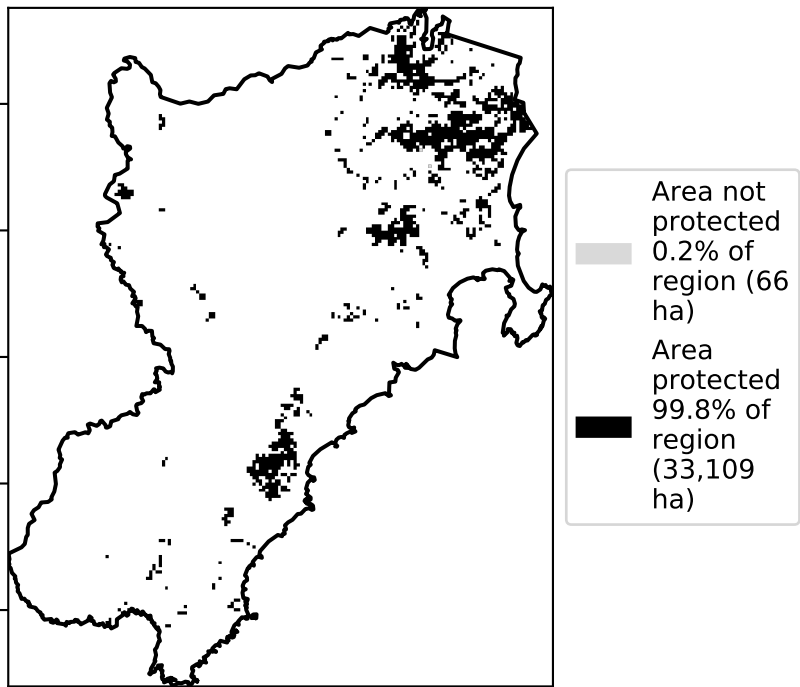 Area not
protected
0.2% of
region (66
ha)
Area
protected
99.8% of
region
(33,109
ha)